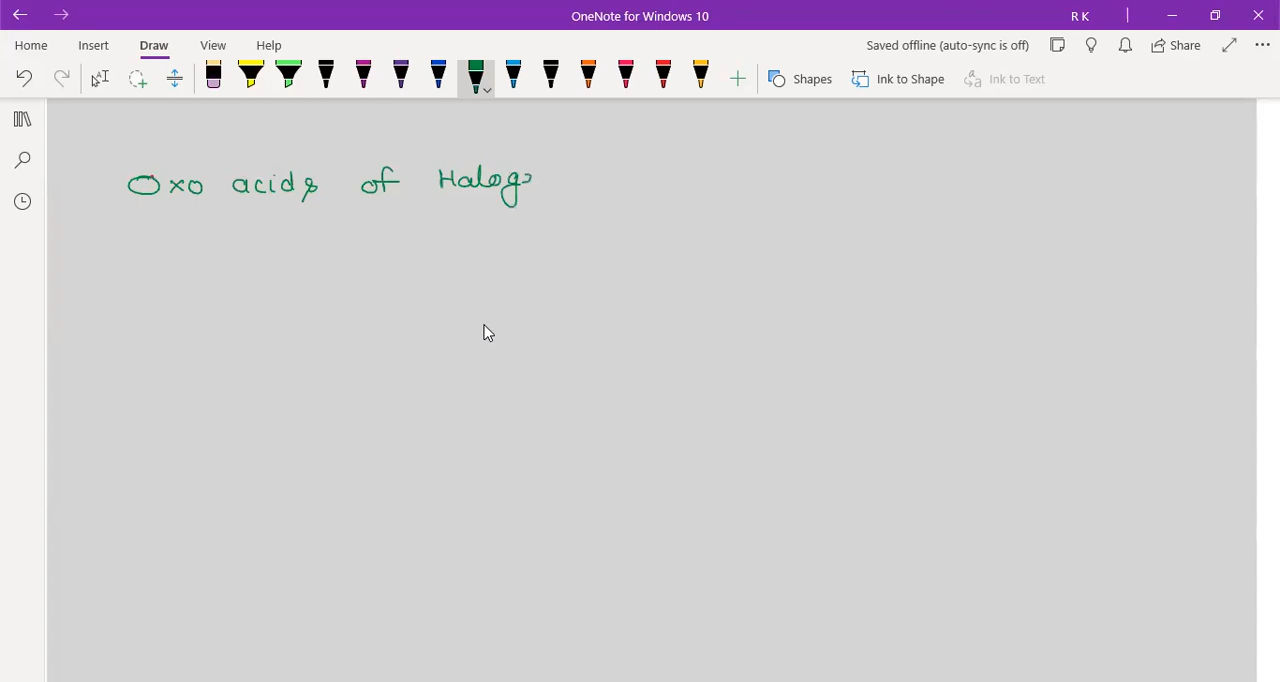 OneNote for Windows 10
R K
Home Insert Draw View Help
Saved offline (auto-sync is off)
Share
Shapes
Ink to Shape
Ink to Text
Oxo acids of Halog